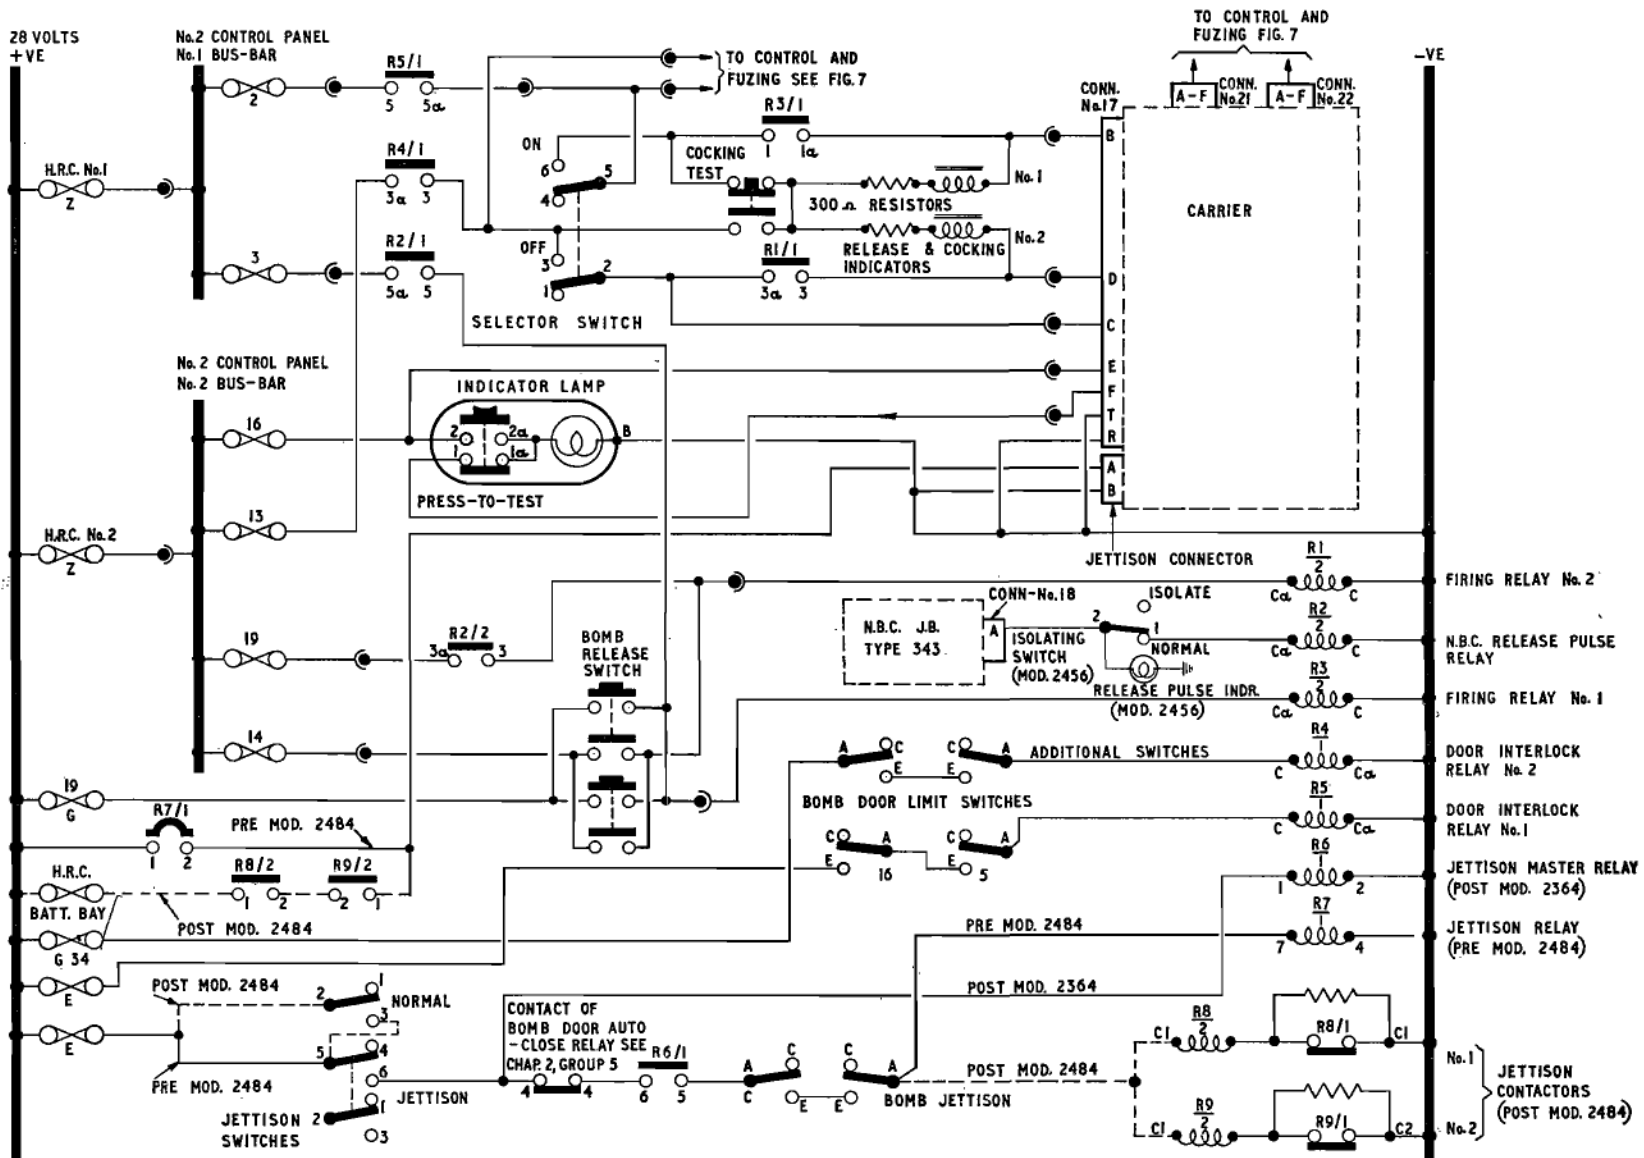 28 VOLTS
+VE
No.2 CONTROL PANEL
No.1 BUS-BAR
2
R5/1
5 5a
TO CONTROL AND
FUZING SEE FIG.7
TO CONTROL AND
FUZING FIG. 7
-VE
A-F
CONN.
No.21
A-F
CONN.
No.22
CONN.
No.17
H.R.C. No.1
Z
R4/1
3a 3
ON
6
5
4
COCKING
TEST
R3/1
1 1a
No.1
300Ω RESISTORS
B
CARRIER
3
R2/1
5a 5
OFF
3
2
1
No.2
RELEASE & COCKING
INDICATORS
R1/1
3a 3
D
SELECTOR SWITCH
C
No.2 CONTROL PANEL
No.2 BUS-BAR
INDICATOR LAMP
E
F
T
R
16
2 2a
1 1a
B
PRESS-TO-TEST
A
B
13
H.R.C. No.2
Z
JETTISON CONNECTOR
R1
2
Ca C
FIRING RELAY No.2
CONN-No.18
ISOLATE
N.B.C. J.B.
TYPE 343
A
ISOLATING
SWITCH
(MOD. 2456)
2
1
NORMAL
R2
2
Ca C
N.B.C. RELEASE PULSE
RELAY
19
R2/2
3a 3
BOMB
RELEASE
SWITCH
RELEASE PULSE INDR.
(MOD. 2456)
R3
2
Ca C
FIRING RELAY No. 1
14
A C
E
C A
E
ADDITIONAL SWITCHES
R4
1
C Ca
DOOR INTERLOCK
RELAY No. 2
19
G
BOMB DOOR LIMIT SWITCHES
R5
1
C Ca
DOOR INTERLOCK
RELAY No.1
R7/1
1 2
PRE MOD. 2484
C A
E 16
C A
E 5
H.R.C.
BATT. BAY
R8/2
1 2
R9/2
2 1
R6
1
1 2
JETTISON MASTER RELAY
(POST MOD. 2364)
POST MOD. 2484
G 34
PRE MOD. 2484
R7
1
7 4
JETTISON RELAY
(PRE MOD. 2484)
E
POST MOD. 2484
2
1
NORMAL
3
POST MOD. 2364
CONTACT OF
BOMB DOOR AUTO
-CLOSE RELAY SEE
CHAP. 2, GROUP 5
4 4
E
PRE MOD. 2484
5
4
6
JETTISON
R6/1
6 5
A C
C E
C A
E
BOMB JETTISON
POST MOD. 2484
C1
R8
2
R8/1
C1
No.1
JETTISON
CONTACTORS
(POST MOD. 2484)
JETTISON
SWITCHES
2
1
3
C1
R9
2
R9/1
C2
No.2